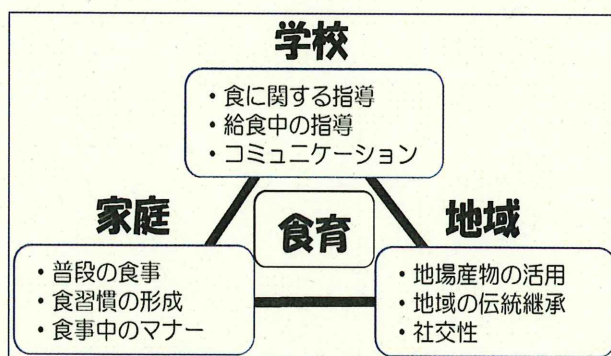 学校
・食に関する指導
・給食中の指導
・コミュニケーション
家庭
・普段の食事
・食習慣の形成
・食事中のマナー
食育
地域
・地場産物の活用
・地域の伝統継承
・社交性